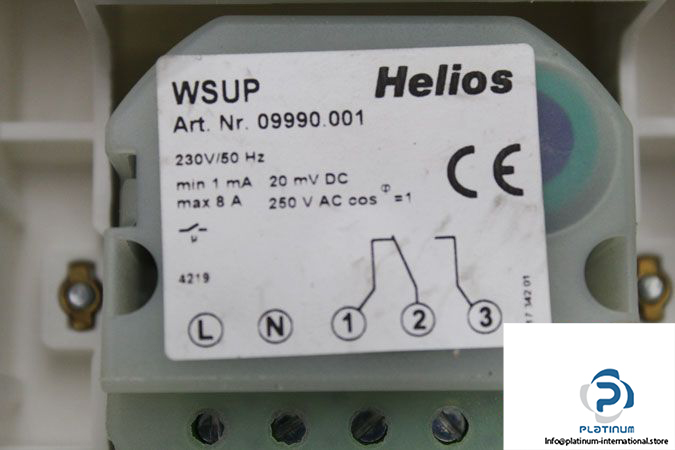 WSUP Helios
Art. Nr. 09990.001
230V/50 Hz
min 1 mA 20 mV DC
max 8 A 250 V AC cos φ =1
CE
µ
4219
L N 1 2 3
PLATINUM
Info@platinum-international.store